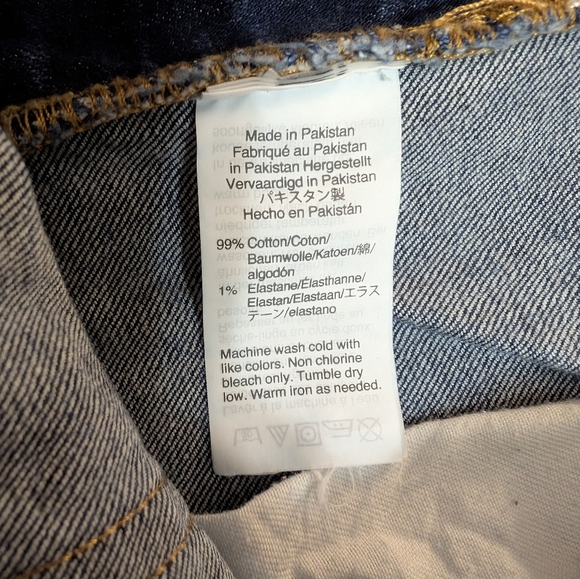 Made in Pakistan
Fabriqué au Pakistan
in Pakistan Hergestellt
Vervaardigd in Pakistan
パキスタン製
Hecho en Pakistán
99% Cotton/Coton/
Baumwolle/Katoen/綿/
algodón
1% Elastane/Élasthanne/
Elastan/Elastaan/エラス
テーン/elastano
Machine wash cold with
like colors. Non chlorine
bleach only. Tumble dry
low. Warm iron as needed.